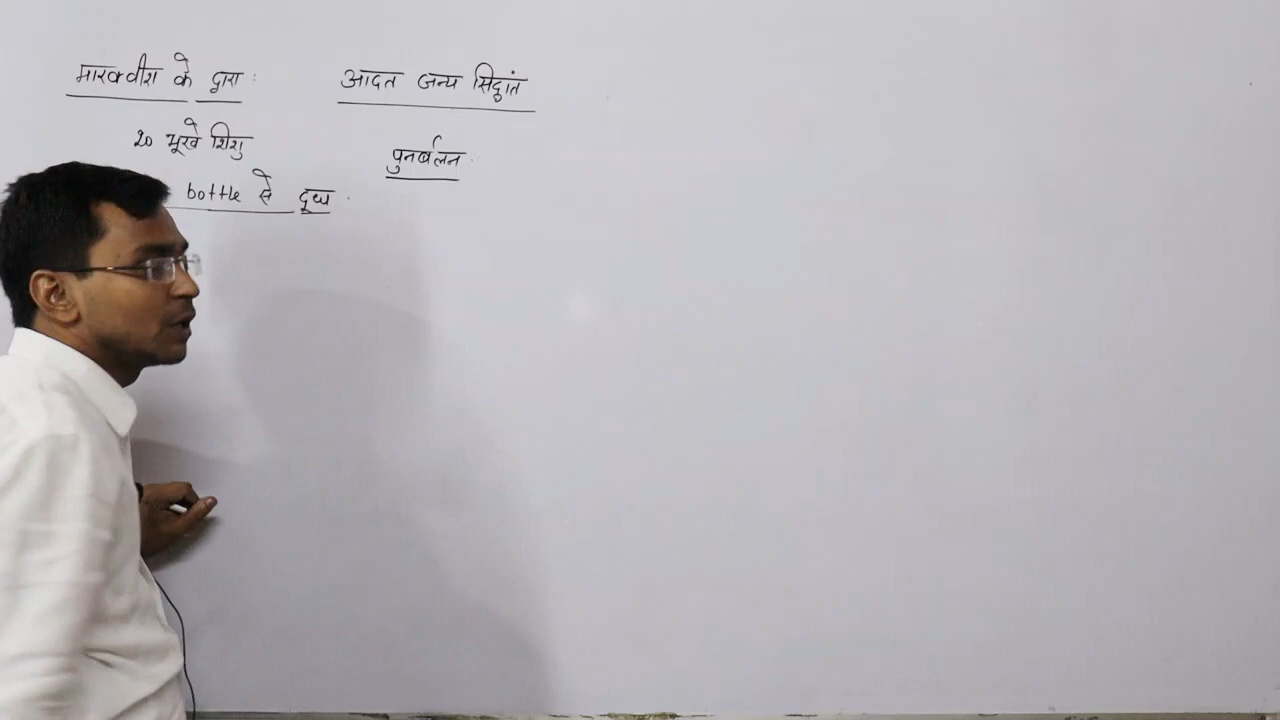 मारक्वीश के द्वारा :
20 भूखे शिशु
bottle से दूध .
आदत जन्य सिद्धांत
पुनर्बलन